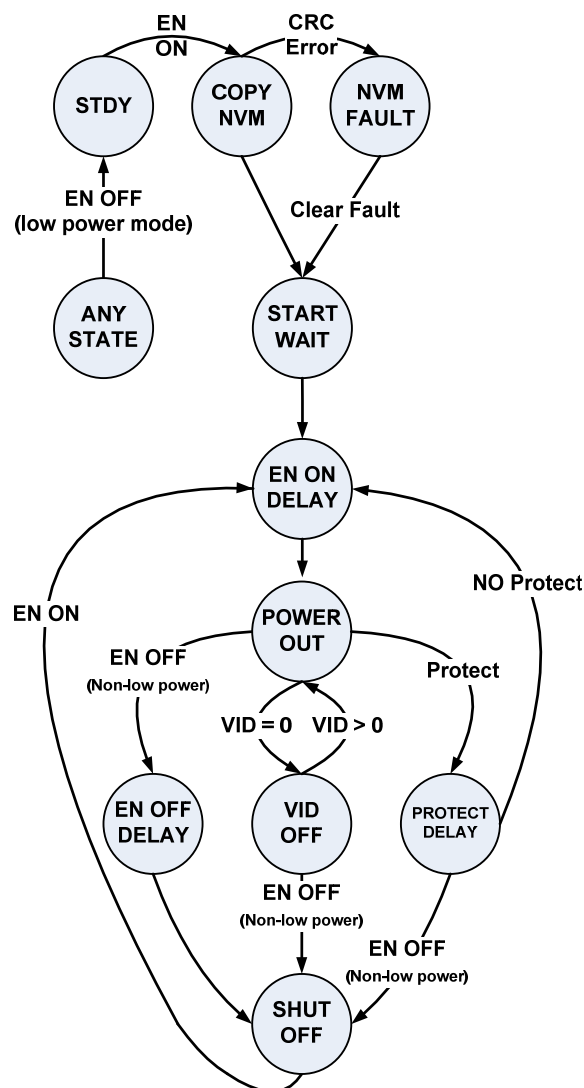 EN
ON
CRC
Error
STDY
COPY
NVM
NVM
FAULT
EN OFF
(low power mode)
Clear Fault
ANY
STATE
START
WAIT
EN ON
DELAY
NO Protect
EN ON
POWER
OUT
EN OFF
(Non-low power)
Protect
VID = 0
VID > 0
EN OFF
DELAY
VID
OFF
PROTECT
DELAY
EN OFF
(Non-low power)
EN OFF
(Non-low power)
SHUT
OFF